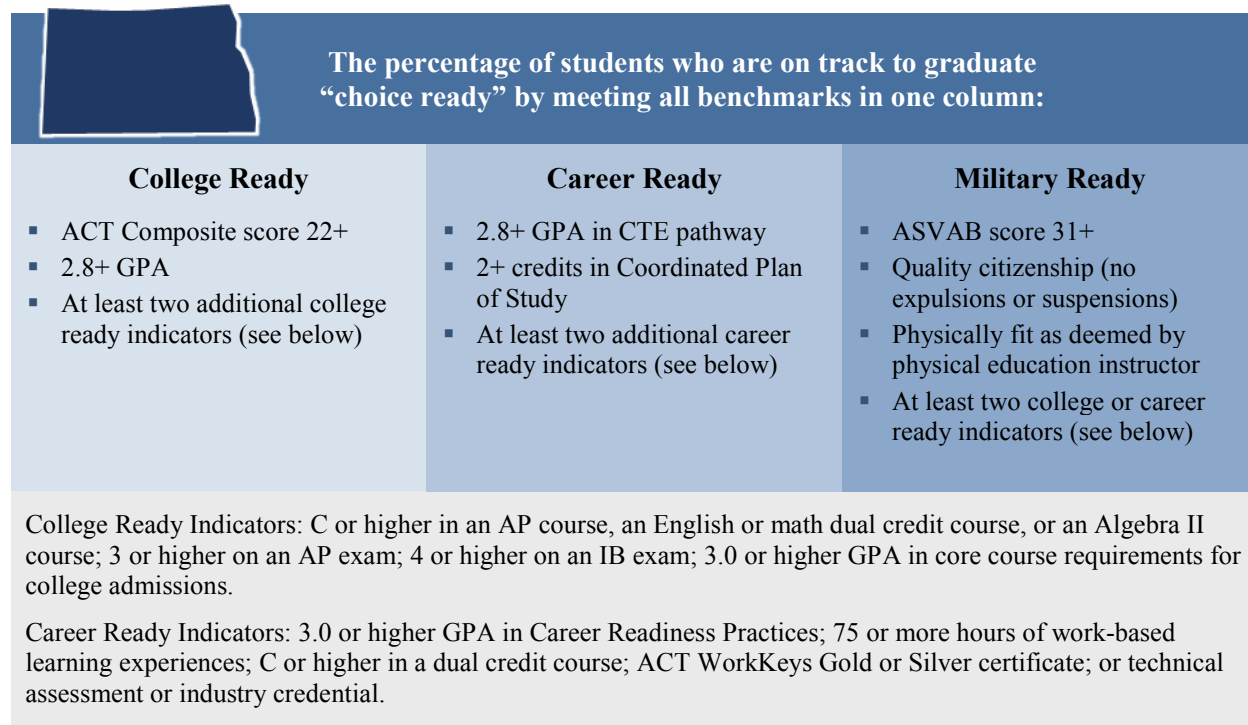 The percentage of students who are on track to graduate
“choice ready” by meeting all benchmarks in one column:
College Ready
▪ ACT Composite score 22+
▪ 2.8+ GPA
▪ At least two additional college
ready indicators (see below)
Career Ready
▪ 2.8+ GPA in CTE pathway
▪ 2+ credits in Coordinated Plan
of Study
▪ At least two additional career
ready indicators (see below)
Military Ready
▪ ASVAB score 31+
▪ Quality citizenship (no
expulsions or suspensions)
▪ Physically fit as deemed by
physical education instructor
▪ At least two college or career
ready indicators (see below)
College Ready Indicators: C or higher in an AP course, an English or math dual credit course, or an Algebra II
course; 3 or higher on an AP exam; 4 or higher on an IB exam; 3.0 or higher GPA in core course requirements for
college admissions.
Career Ready Indicators: 3.0 or higher GPA in Career Readiness Practices; 75 or more hours of work-based
learning experiences; C or higher in a dual credit course; ACT WorkKeys Gold or Silver certificate; or technical
assessment or industry credential.